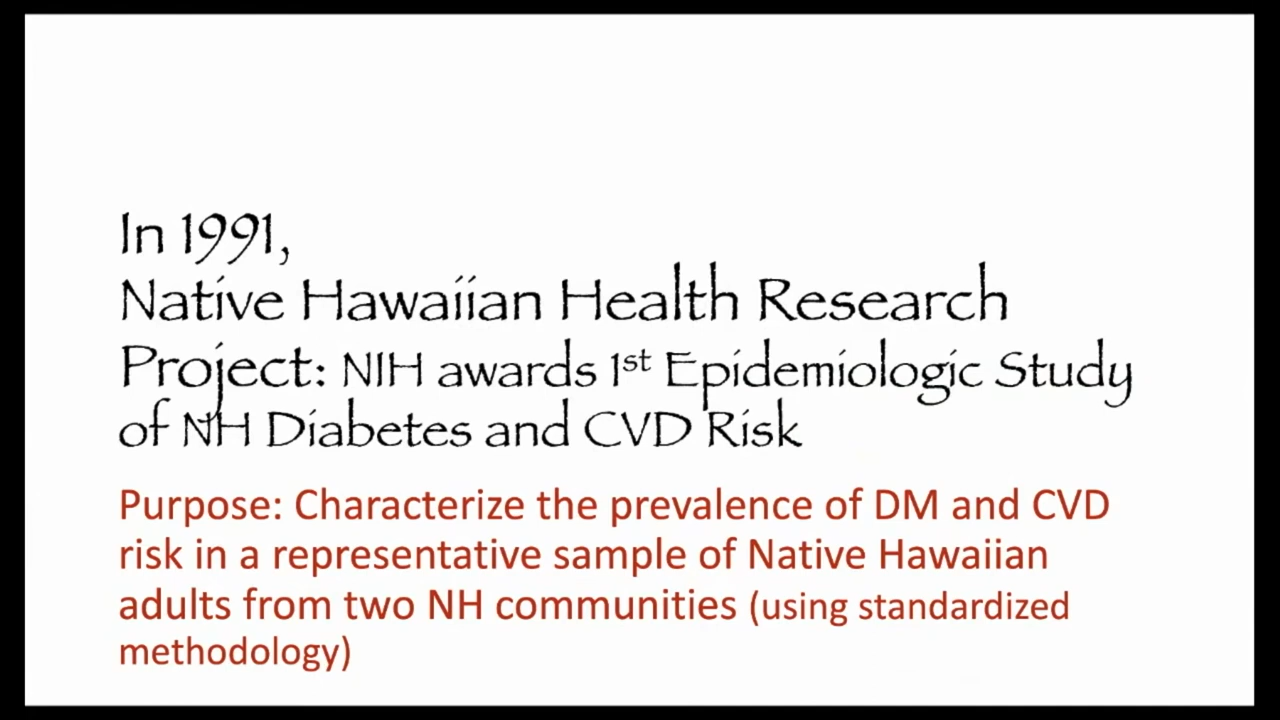 In 1991,
Native Hawaiian Health Research
Project: NIH awards 1st Epidemiologic Study
of NH Diabetes and CVD Risk
Purpose: Characterize the prevalence of DM and CVD
risk in a representative sample of Native Hawaiian
adults from two NH communities (using standardized
methodology)